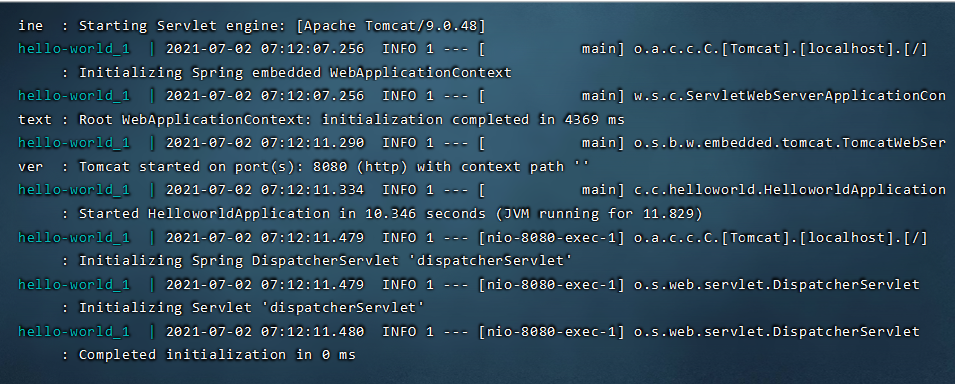 ine  : Starting Servlet engine: [Apache Tomcat/9.0.48]
hello-world_1  | 2021-07-02 07:12:07.256  INFO 1 --- [           main] o.a.c.c.C.[Tomcat].[localhost].[/]
     : Initializing Spring embedded WebApplicationContext
hello-world_1  | 2021-07-02 07:12:07.256  INFO 1 --- [           main] w.s.c.ServletWebServerApplicationCon
text : Root WebApplicationContext: initialization completed in 4369 ms
hello-world_1  | 2021-07-02 07:12:11.290  INFO 1 --- [           main] o.s.b.w.embedded.tomcat.TomcatWebSer
ver  : Tomcat started on port(s): 8080 (http) with context path ''
hello-world_1  | 2021-07-02 07:12:11.334  INFO 1 --- [           main] c.c.helloworld.HelloworldApplication
     : Started HelloworldApplication in 10.346 seconds (JVM running for 11.829)
hello-world_1  | 2021-07-02 07:12:11.479  INFO 1 --- [nio-8080-exec-1] o.a.c.c.C.[Tomcat].[localhost].[/]
     : Initializing Spring DispatcherServlet 'dispatcherServlet'
hello-world_1  | 2021-07-02 07:12:11.479  INFO 1 --- [nio-8080-exec-1] o.s.web.servlet.DispatcherServlet
     : Initializing Servlet 'dispatcherServlet'
hello-world_1  | 2021-07-02 07:12:11.480  INFO 1 --- [nio-8080-exec-1] o.s.web.servlet.DispatcherServlet
     : Completed initialization in 0 ms